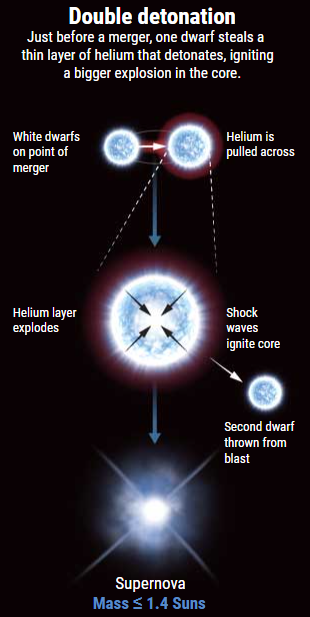 Double detonation
Just before a merger, one dwarf steals a
thin layer of helium that detonates, igniting
a bigger explosion in the core.
White dwarfs
on point of
merger
Helium is
pulled across
Helium layer
explodes
Shock
waves
ignite core
Second dwarf
thrown from
blast
Supernova
Mass ≤ 1.4 Suns